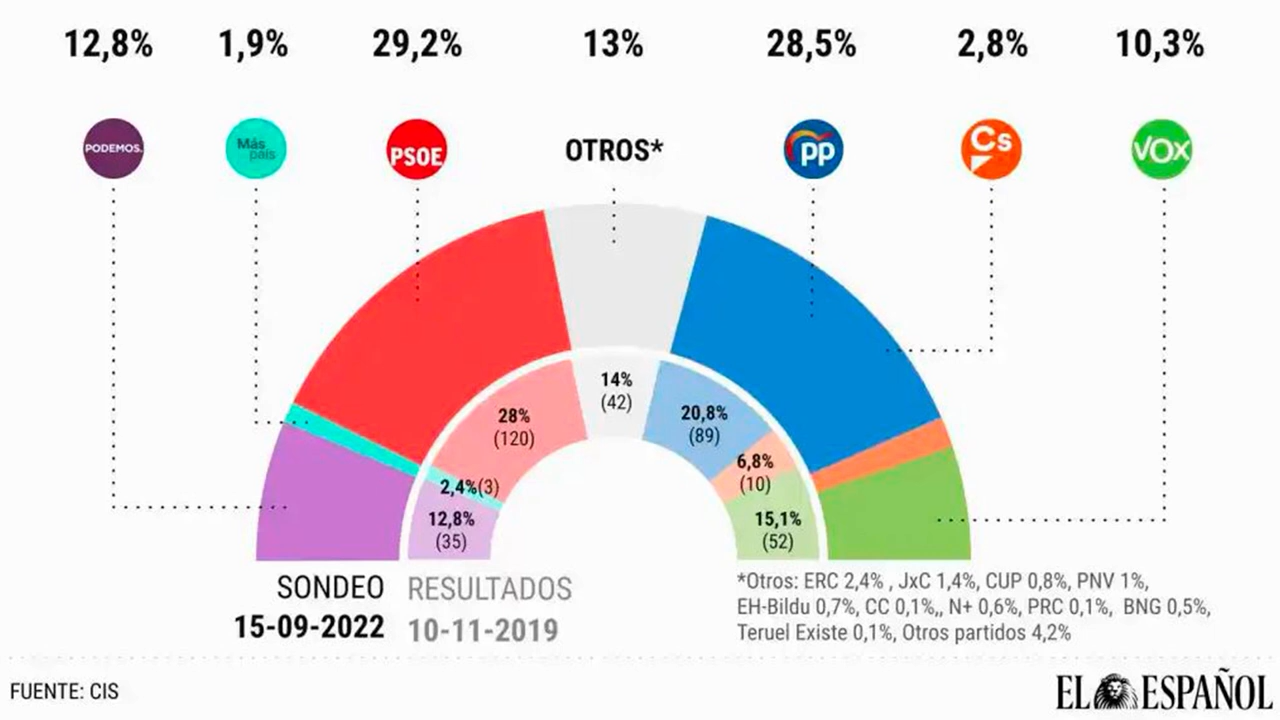 12,8% 1,9% 29,2% 13% 28,5% 2,8% 10,3%
PODEMOS.
Más
país
PSOE
OTROS*
PP
Cs
VOX
14%
(42)
28%
(120)
20,8%
(89)
6,8%
(10)
2,4%(3)
12,8%
(35)
15,1%
(52)
SONDEO
15-09-2022
RESULTADOS
10-11-2019
*Otros: ERC 2,4% , JxC 1,4%, CUP 0,8%, PNV 1%,
EH-Bildu 0,7%, CC 0,1%,, N+ 0,6%, PRC 0,1%, BNG 0,5%,
Teruel Existe 0,1%, Otros partidos 4,2%
FUENTE: CIS
EL ESPAÑOL